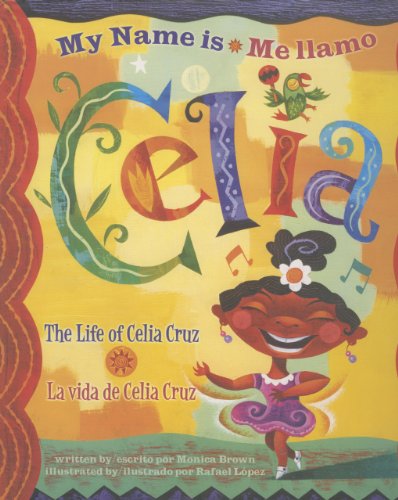 My Name is ✹ Me llamo
Celia
The Life of Celia Cruz
La vida de Celia Cruz
written by/escrito por Monica Brown
illustrated by/ilustrado por Rafael López